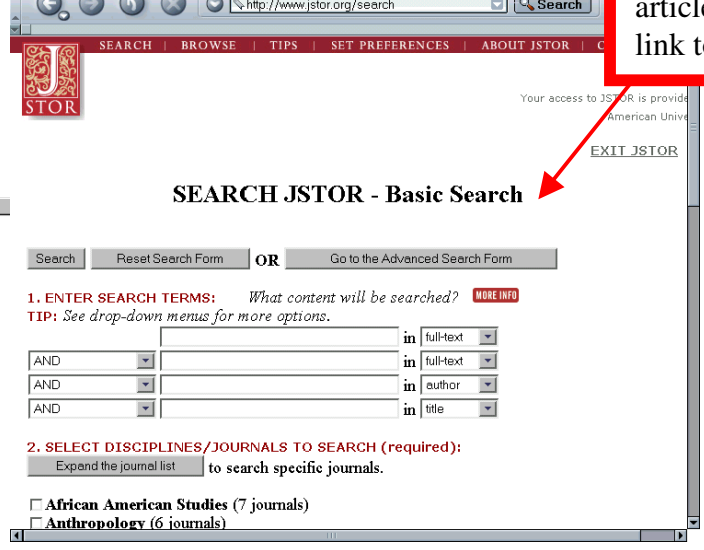 http://www.jstor.org/search
Search
article
link to
SEARCH | BROWSE | TIPS | SET PREFERENCES | ABOUT JSTOR |
JSTOR
Your access to JSTOR is provide
American Unive
EXIT JSTOR
SEARCH JSTOR - Basic Search
Search Reset Search Form OR Go to the Advanced Search Form
1. ENTER SEARCH TERMS: What content will be searched? MORE INFO
TIP: See drop-down menus for more options.
in full-text
AND in full-text
AND in author
AND in title
2. SELECT DISCIPLINES/JOURNALS TO SEARCH (required):
Expand the journal list to search specific journals.
African American Studies (7 journals)
Anthropology (6 journals)